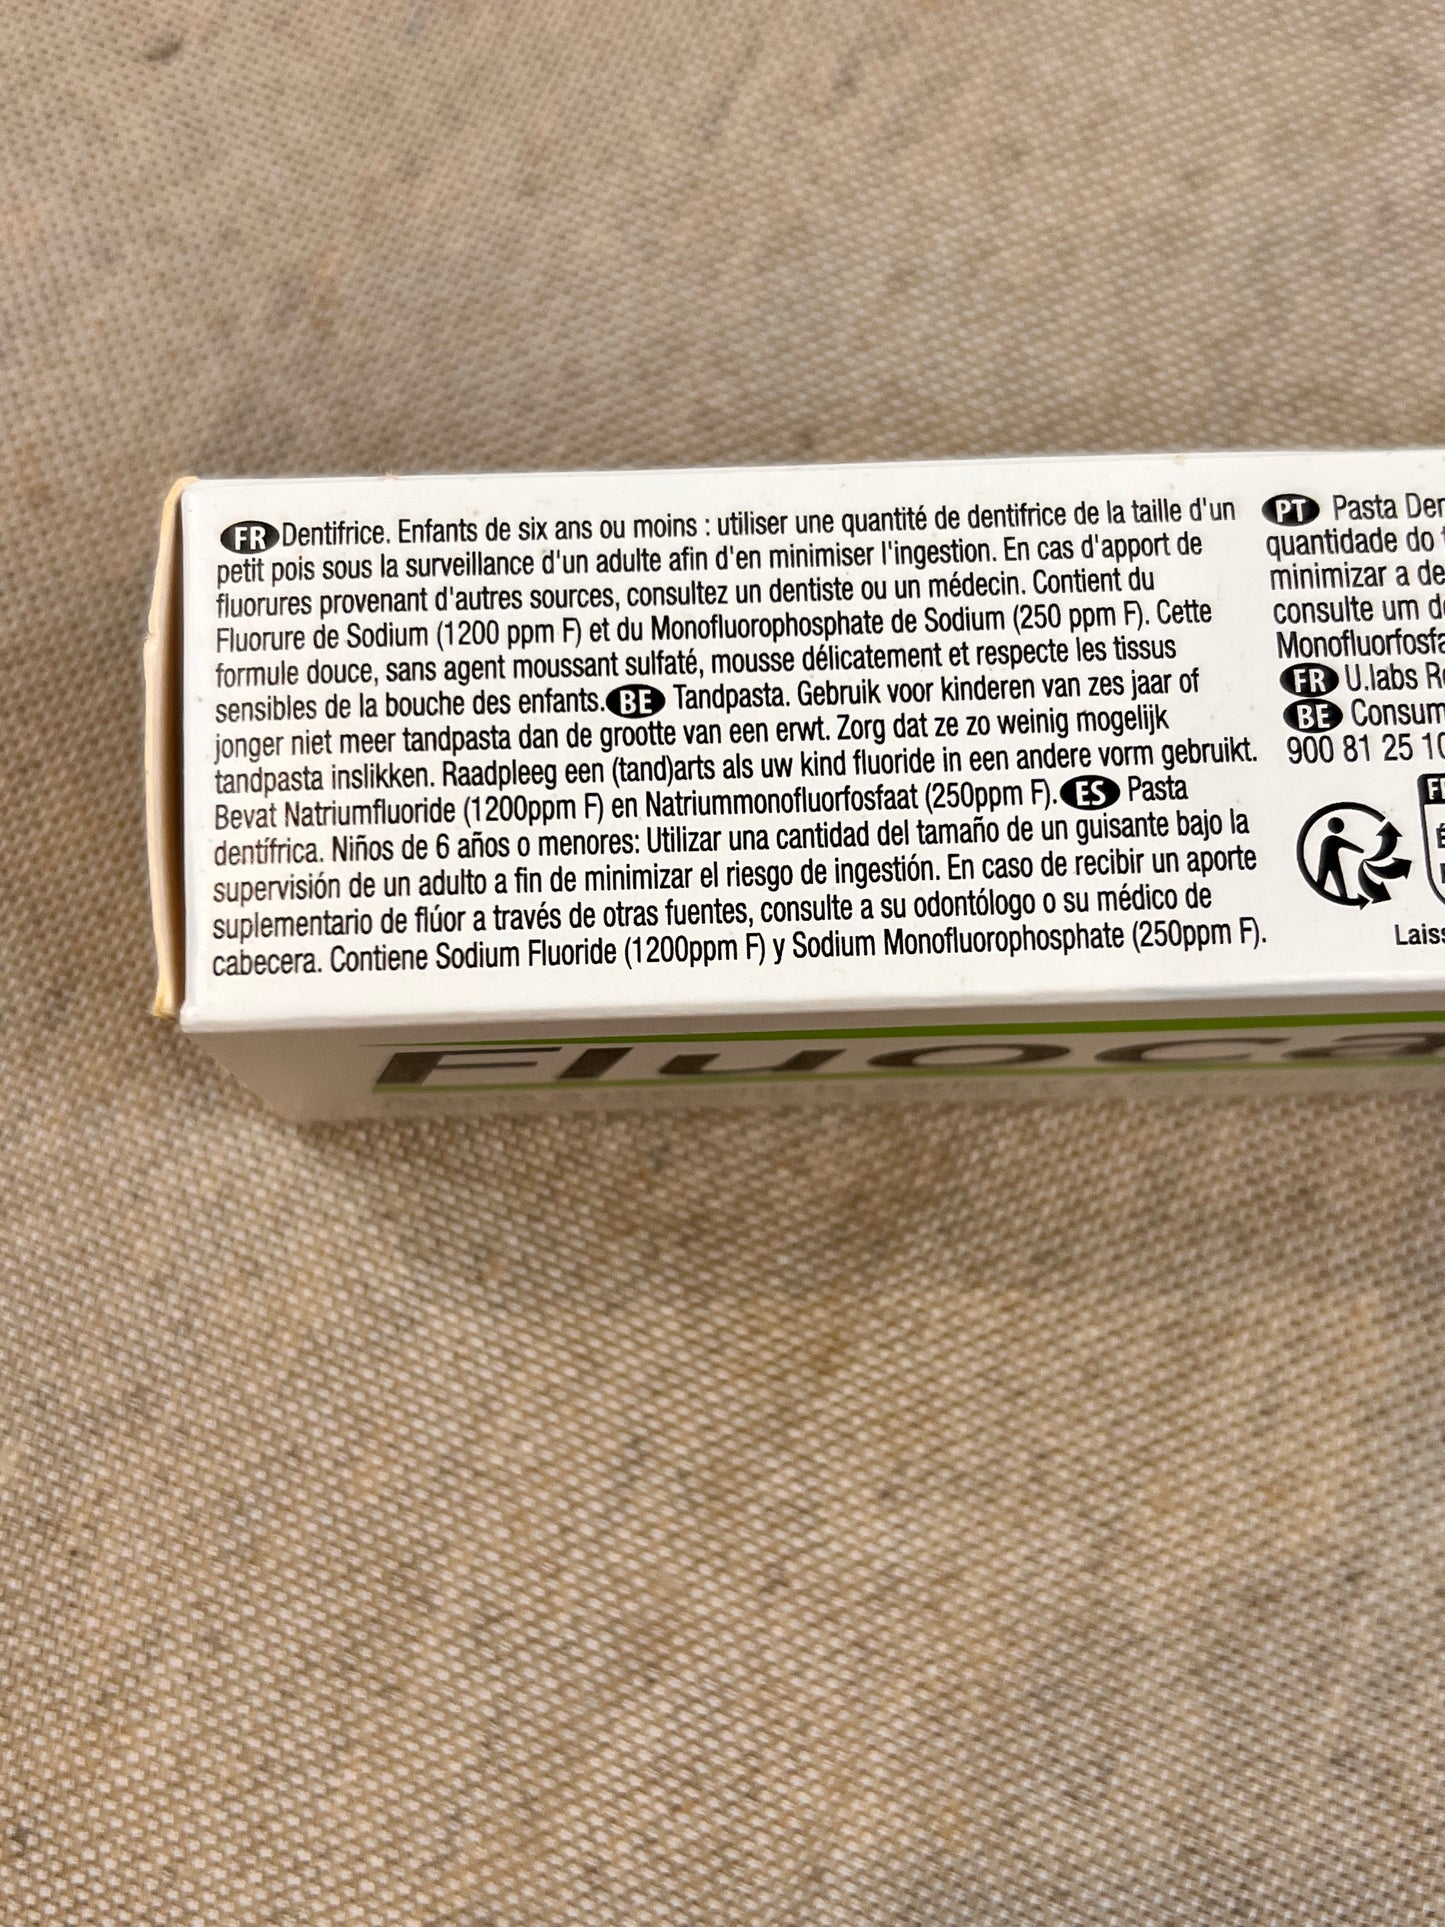 FR Dentifrice. Enfants de six ans ou moins : utiliser une quantité de dentifrice de la taille d'un
petit pois sous la surveillance d'un adulte afin d'en minimiser l'ingestion. En cas d'apport de
fluorures provenant d'autres sources, consultez un dentiste ou un médecin. Contient du
Fluorure de Sodium (1200 ppm F) et du Monofluorophosphate de Sodium (250 ppm F). Cette
formule douce, sans agent moussant sulfaté, mousse délicatement et respecte les tissus
sensibles de la bouche des enfants. BE Tandpasta. Gebruik voor kinderen van zes jaar of
jonger niet meer tandpasta dan de grootte van een erwt. Zorg dat ze zo weinig mogelijk
tandpasta inslikken. Raadpleeg een (tand)arts als uw kind fluoride in een andere vorm gebruikt.
Bevat Natriumfluoride (1200ppm F) en Natriummonofluorfosfaat (250ppm F). ES Pasta
dentífrica. Niños de 6 años o menores: Utilizar una cantidad del tamaño de un guisante bajo la
supervisión de un adulto a fin de minimizar el riesgo de ingestión. En caso de recibir un aporte
suplementario de flúor a través de otras fuentes, consulte a su odontólogo o su médico de
cabecera. Contiene Sodium Fluoride (1200ppm F) y Sodium Monofluorophosphate (250ppm F).
PT Pasta
quantidade do
minimizar a
consulte um
FR U.labs
BE
900 81 25